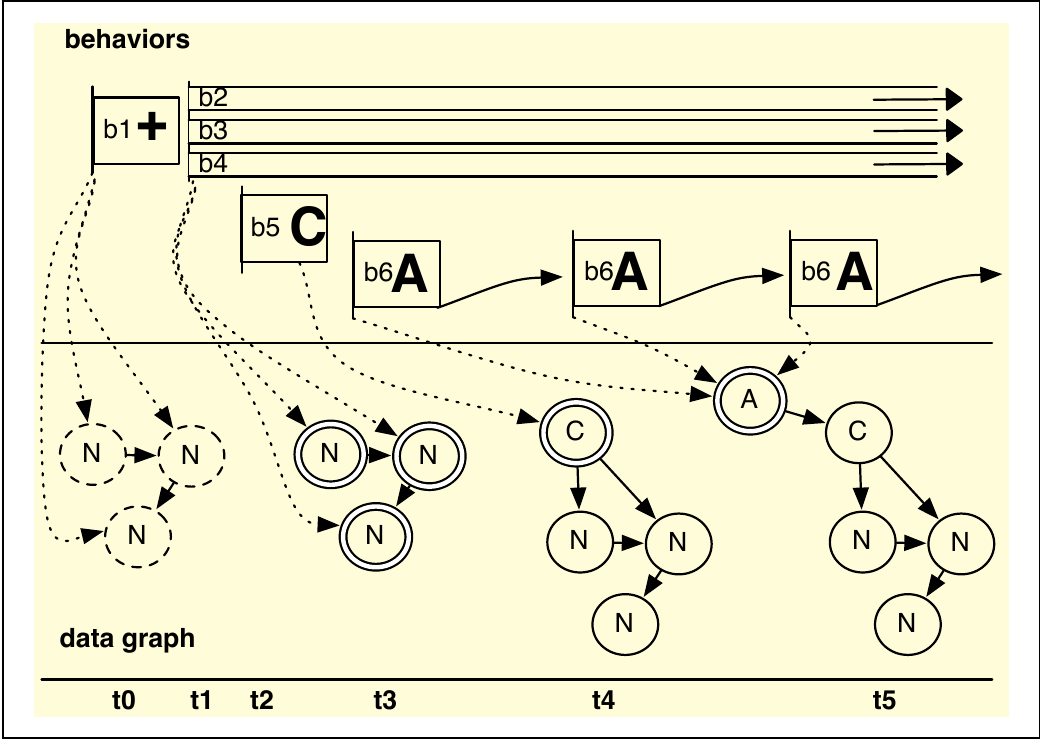 behaviors
b1 +
b2
b3
b4
b5 C
b6 A
b6 A
b6 A
A
N
N
N
N
C
C
N
N
N
N
N
N
N
N
data graph
t0 t1 t2 t3 t4 t5